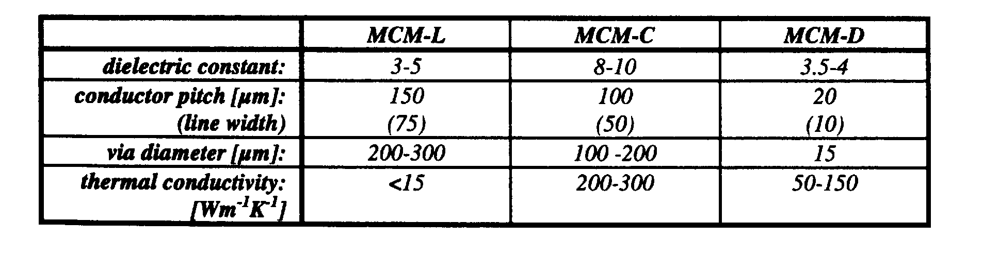 MCM-L MCM-C MCM-D
dielectric constant: 3-5 8-10 3.5-4
conductor pitch [µm]: 150 100 20
(line width) (75) (50) (10)
via diameter [µm]: 200-300 100 -200 15
thermal conductivity: <15 200-300 50-150
[Wm⁻¹K⁻¹]